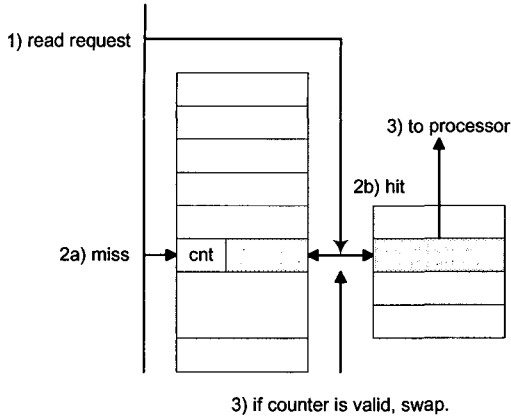 1) read request
3) to processor
2b) hit
2a) miss
cnt
3) if counter is valid, swap.